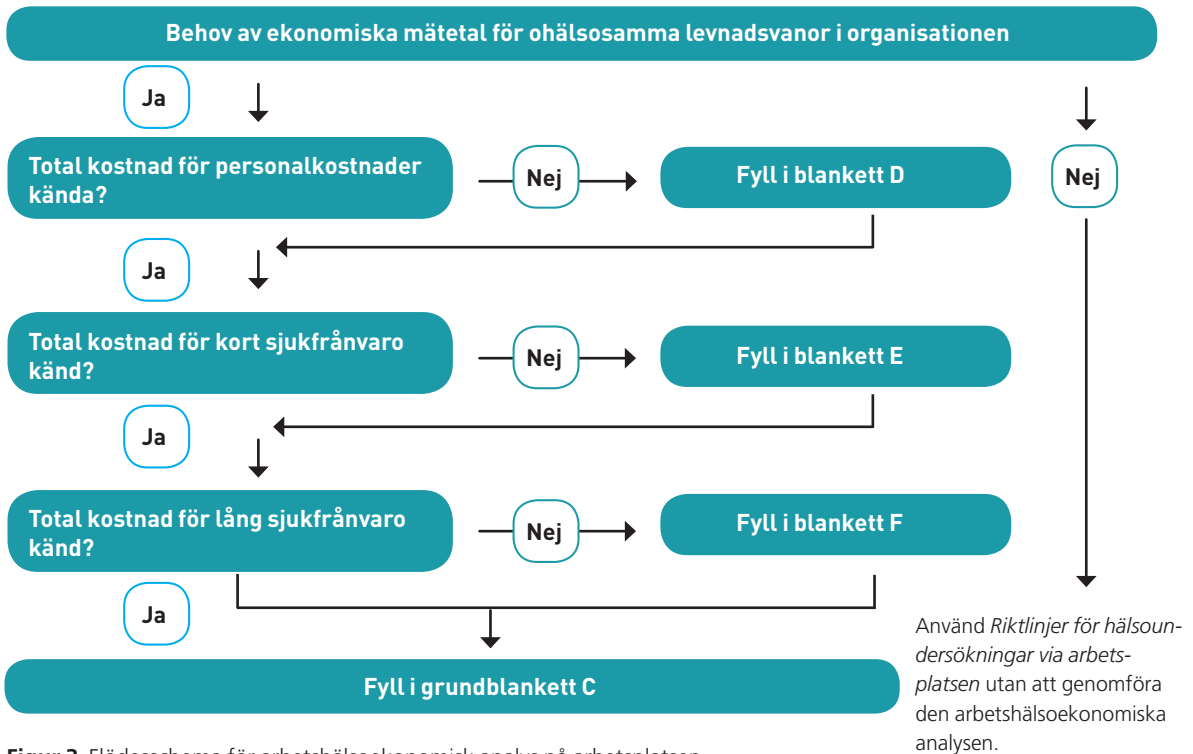 Behov av ekonomiska mätetal för ohälsosamma levnadsvanor i organisationen
Ja
Total kostnad för personalkostnader
kända?
Nej
Fyll i blankett D
Nej
Ja
Total kostnad för kort sjukfrånvaro
känd?
Nej
Fyll i blankett E
Ja
Total kostnad för lång sjukfrånvaro
känd?
Nej
Fyll i blankett F
Ja
Fyll i grundblankett C
Använd Riktlinjer för hälsoun-
dersökningar via arbets-
platsen utan att genomföra
den arbetshälsoekonomiska
analysen.